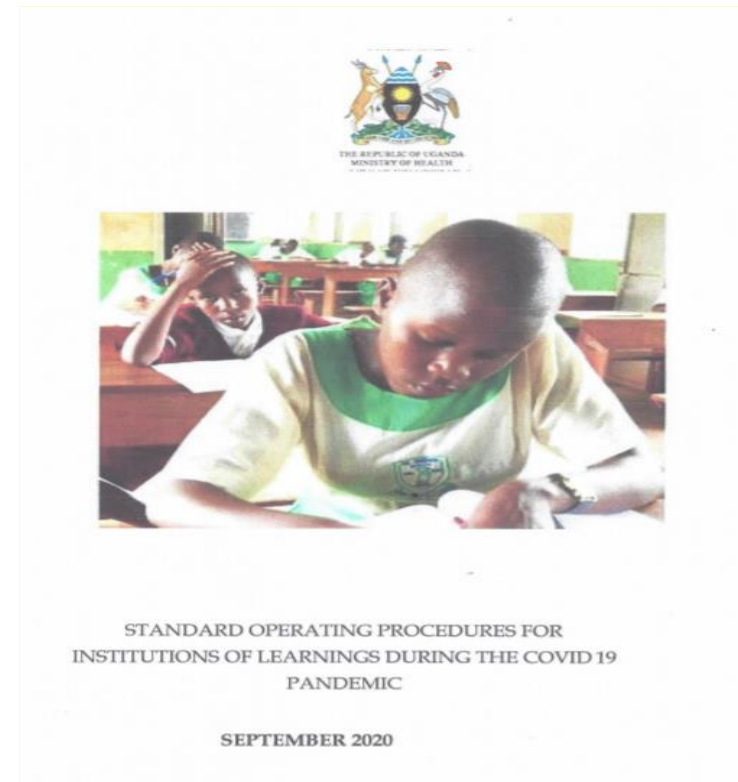 THE REPUBLIC OF UGANDA
MINISTRY OF HEALTH
STANDARD OPERATING PROCEDURES FOR
INSTITUTIONS OF LEARNINGS DURING THE COVID 19
PANDEMIC
SEPTEMBER 2020